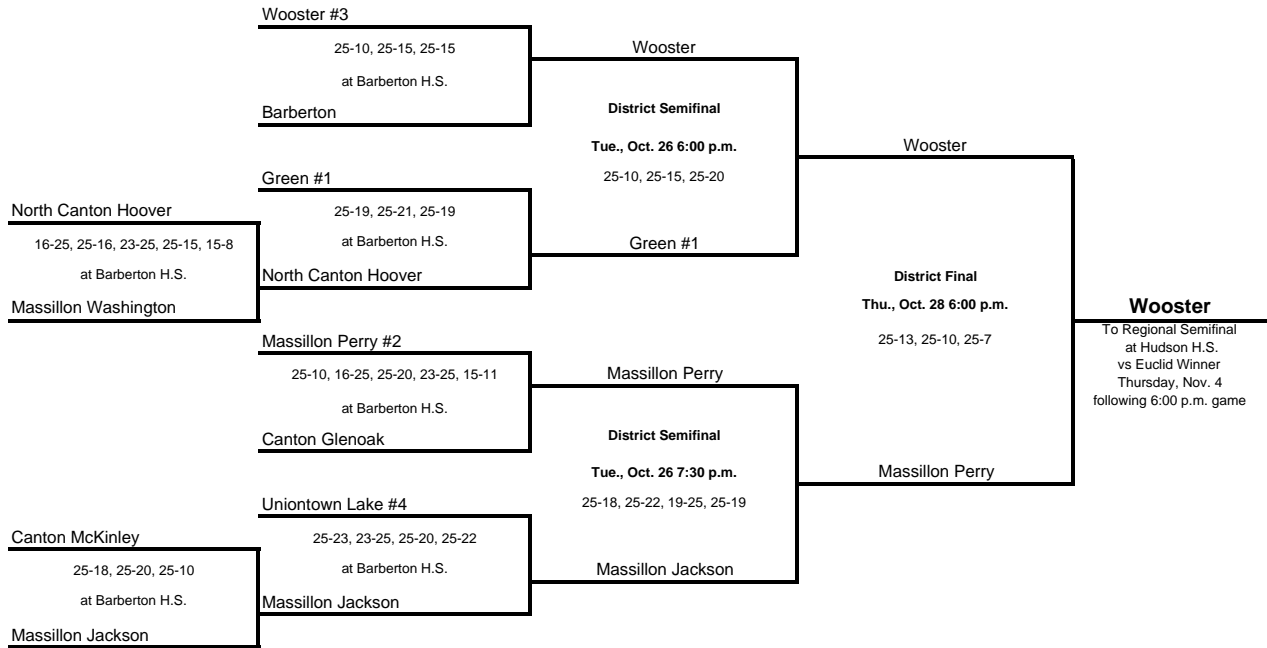 Wooster #3
25-10, 25-15, 25-15
at Barberton H.S.
Barberton
Green #1
25-19, 25-21, 25-19
at Barberton H.S.
North Canton Hoover
North Canton Hoover
16-25, 25-16, 23-25, 25-15, 15-8
at Barberton H.S.
Massillon Washington
Massillon Perry #2
25-10, 16-25, 25-20, 23-25, 15-11
at Barberton H.S.
Canton Glenoak
Uniontown Lake #4
25-23, 23-25, 25-20, 25-22
at Barberton H.S.
Massillon Jackson
Canton McKinley
25-18, 25-20, 25-10
at Barberton H.S.
Massillon Jackson
Wooster
District Semifinal
Tue., Oct. 26 6:00 p.m.
25-10, 25-15, 25-20
Green #1
Massillon Perry
District Semifinal
Tue., Oct. 26 7:30 p.m.
25-18, 25-22, 19-25, 25-19
Massillon Jackson
Wooster
District Final
Thu., Oct. 28 6:00 p.m.
25-13, 25-10, 25-7
Massillon Perry
Wooster
To Regional Semifinal
at Hudson H.S.
vs Euclid Winner
Thursday, Nov. 4
following 6:00 p.m. game